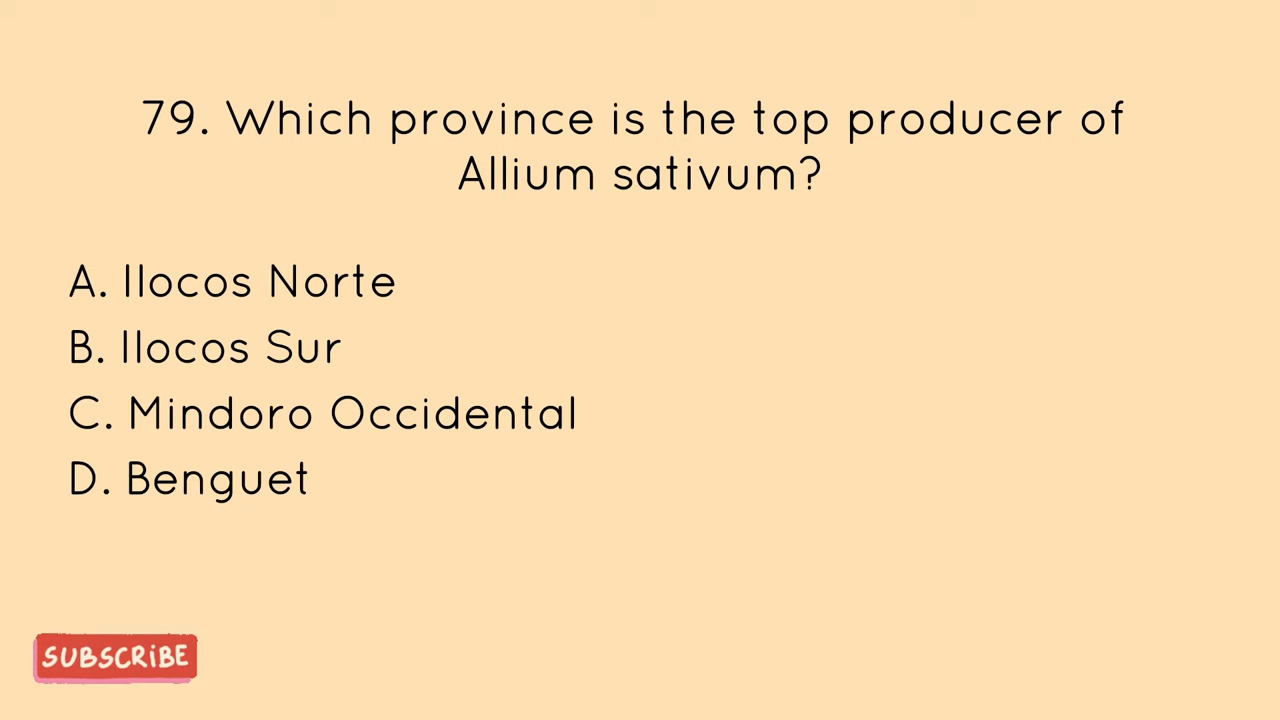 79. Which province is the top producer of
Allium sativum?
A. Ilocos Norte
B. Ilocos Sur
C. Mindoro Occidental
D. Benguet
SUBSCRiBE